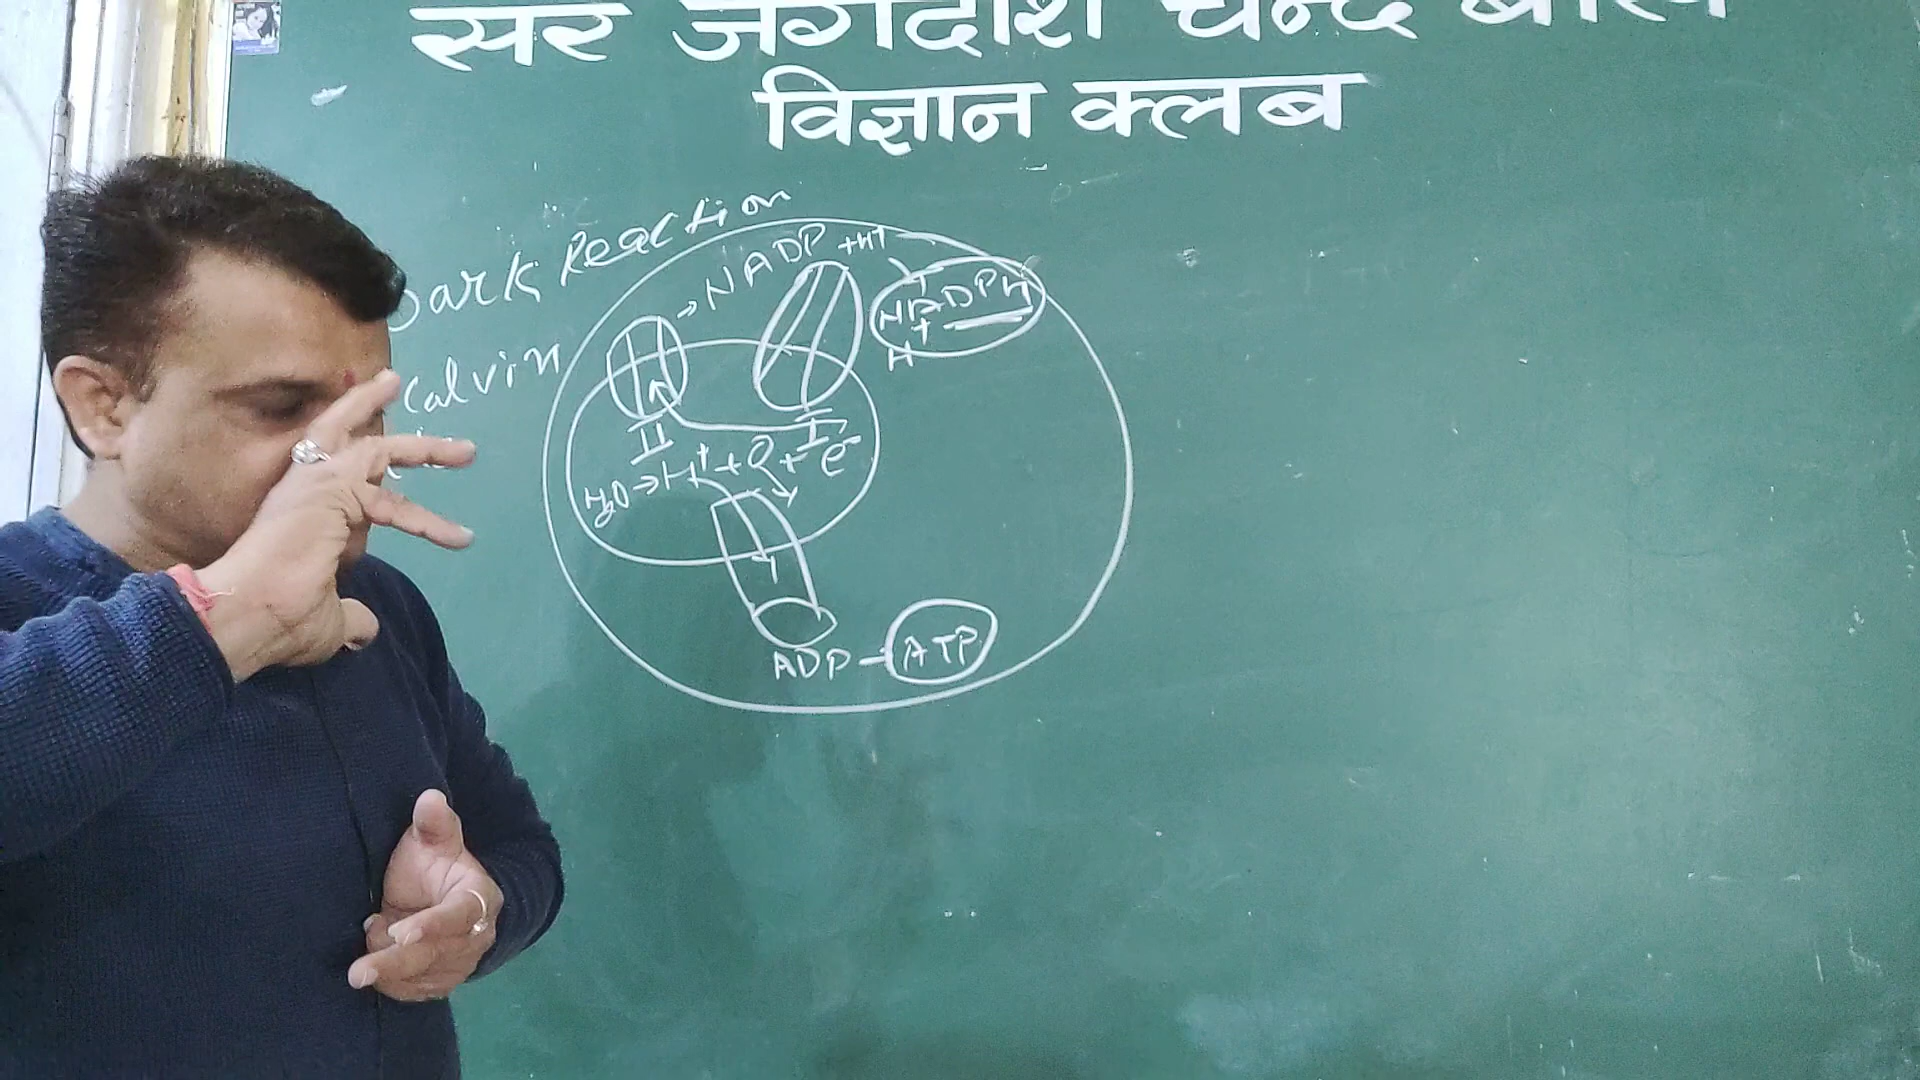 सर जगदीश चन्द्र बोस
विज्ञान क्लब
Dark Reaction
Calvin
→ NADP + H+
NADPH
+
H
II
I
H2O → H+ + O + e-
ADP - ATP